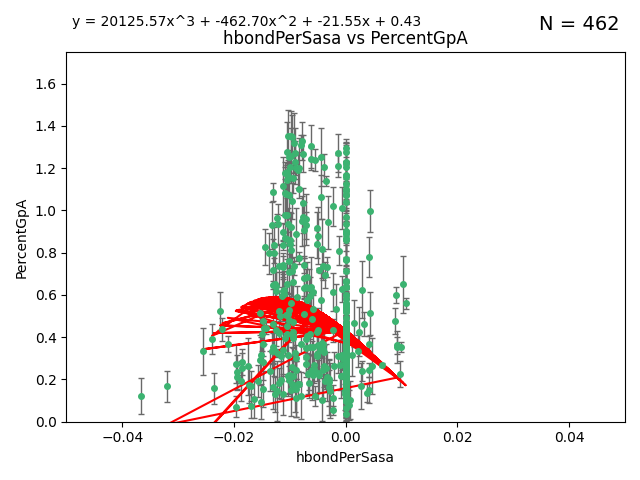 y = 20125.57x^3 + -462.70x^2 + -21.55x + 0.43
N = 462
hbondPerSasa vs PercentGpA
PercentGpA
1.6
1.4
1.2
1.0
0.8
0.6
0.4
0.2
0.0
−0.04 −0.02 0.00 0.02 0.04
hbondPerSasa